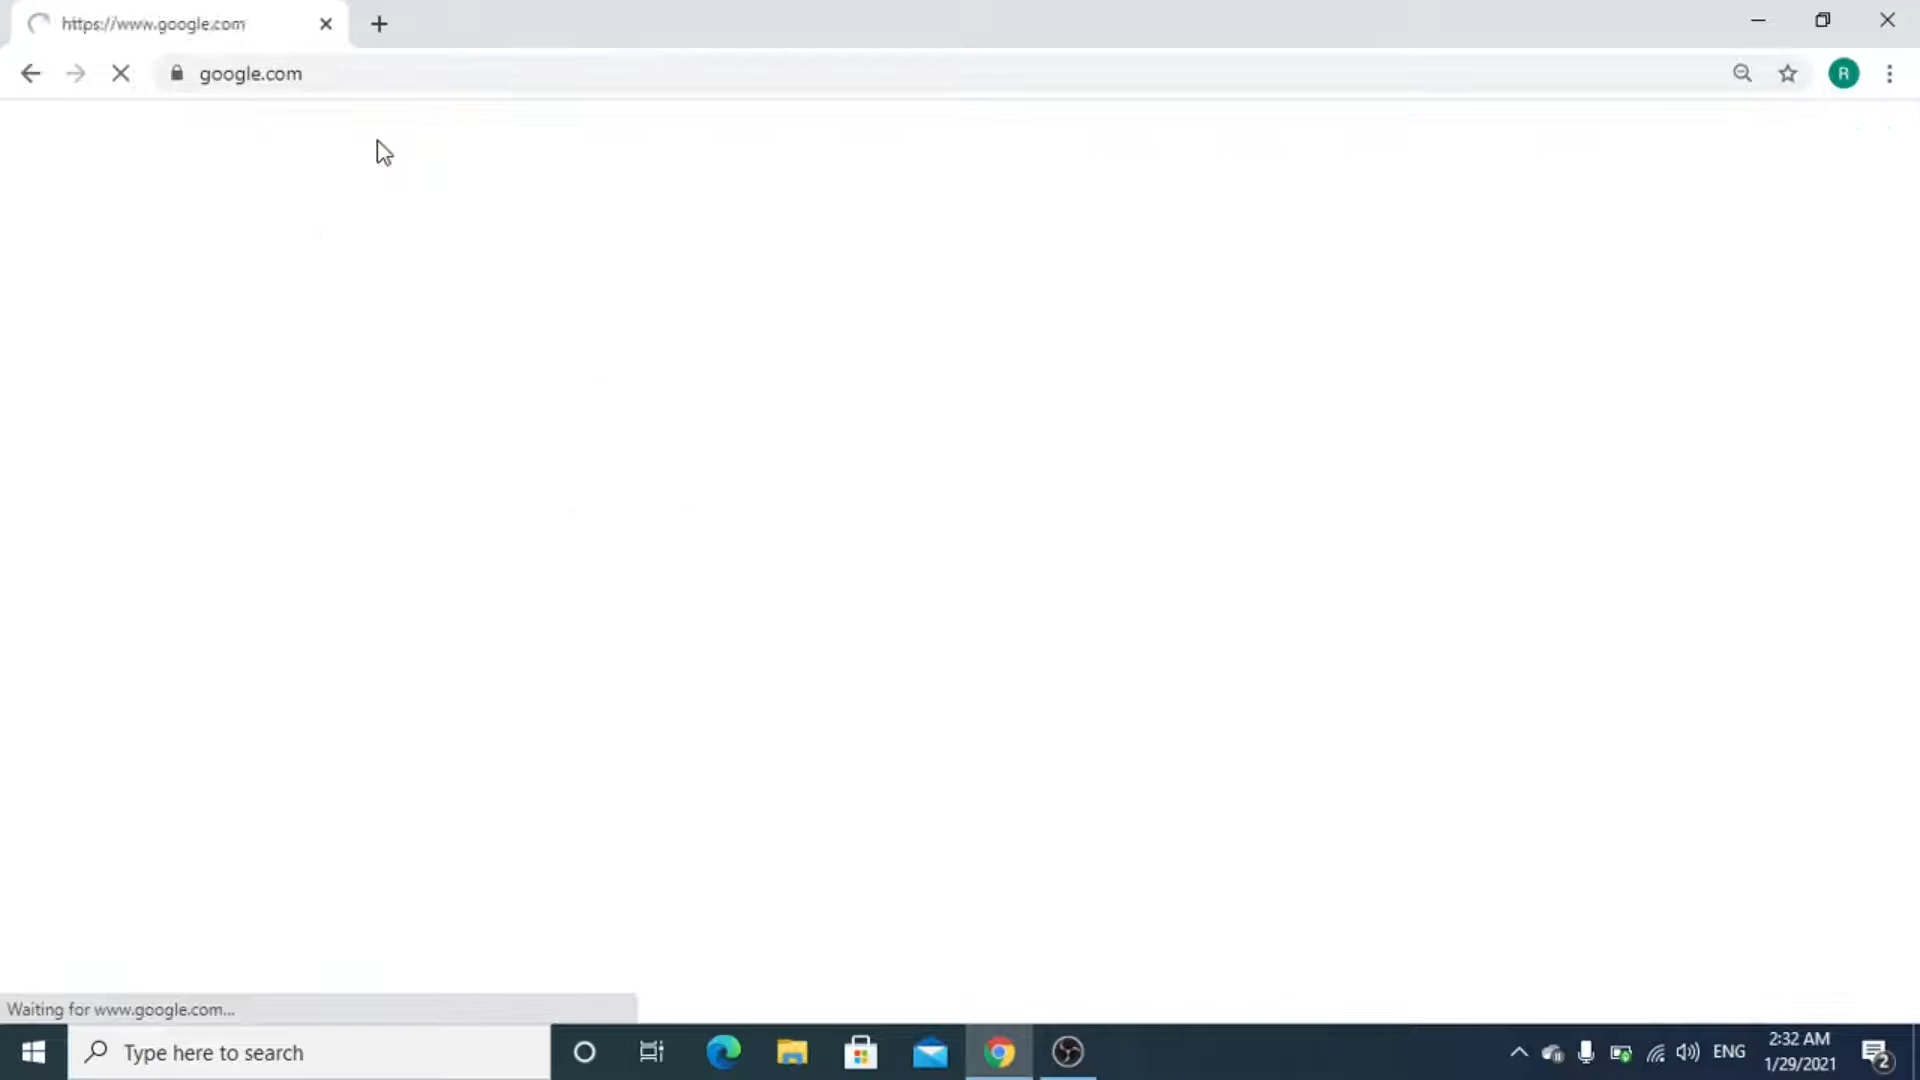 https://www.google.com
google.com
R
Waiting for www.google.com...
Type here to search
ENG
2:32 AM
1/29/2021
2